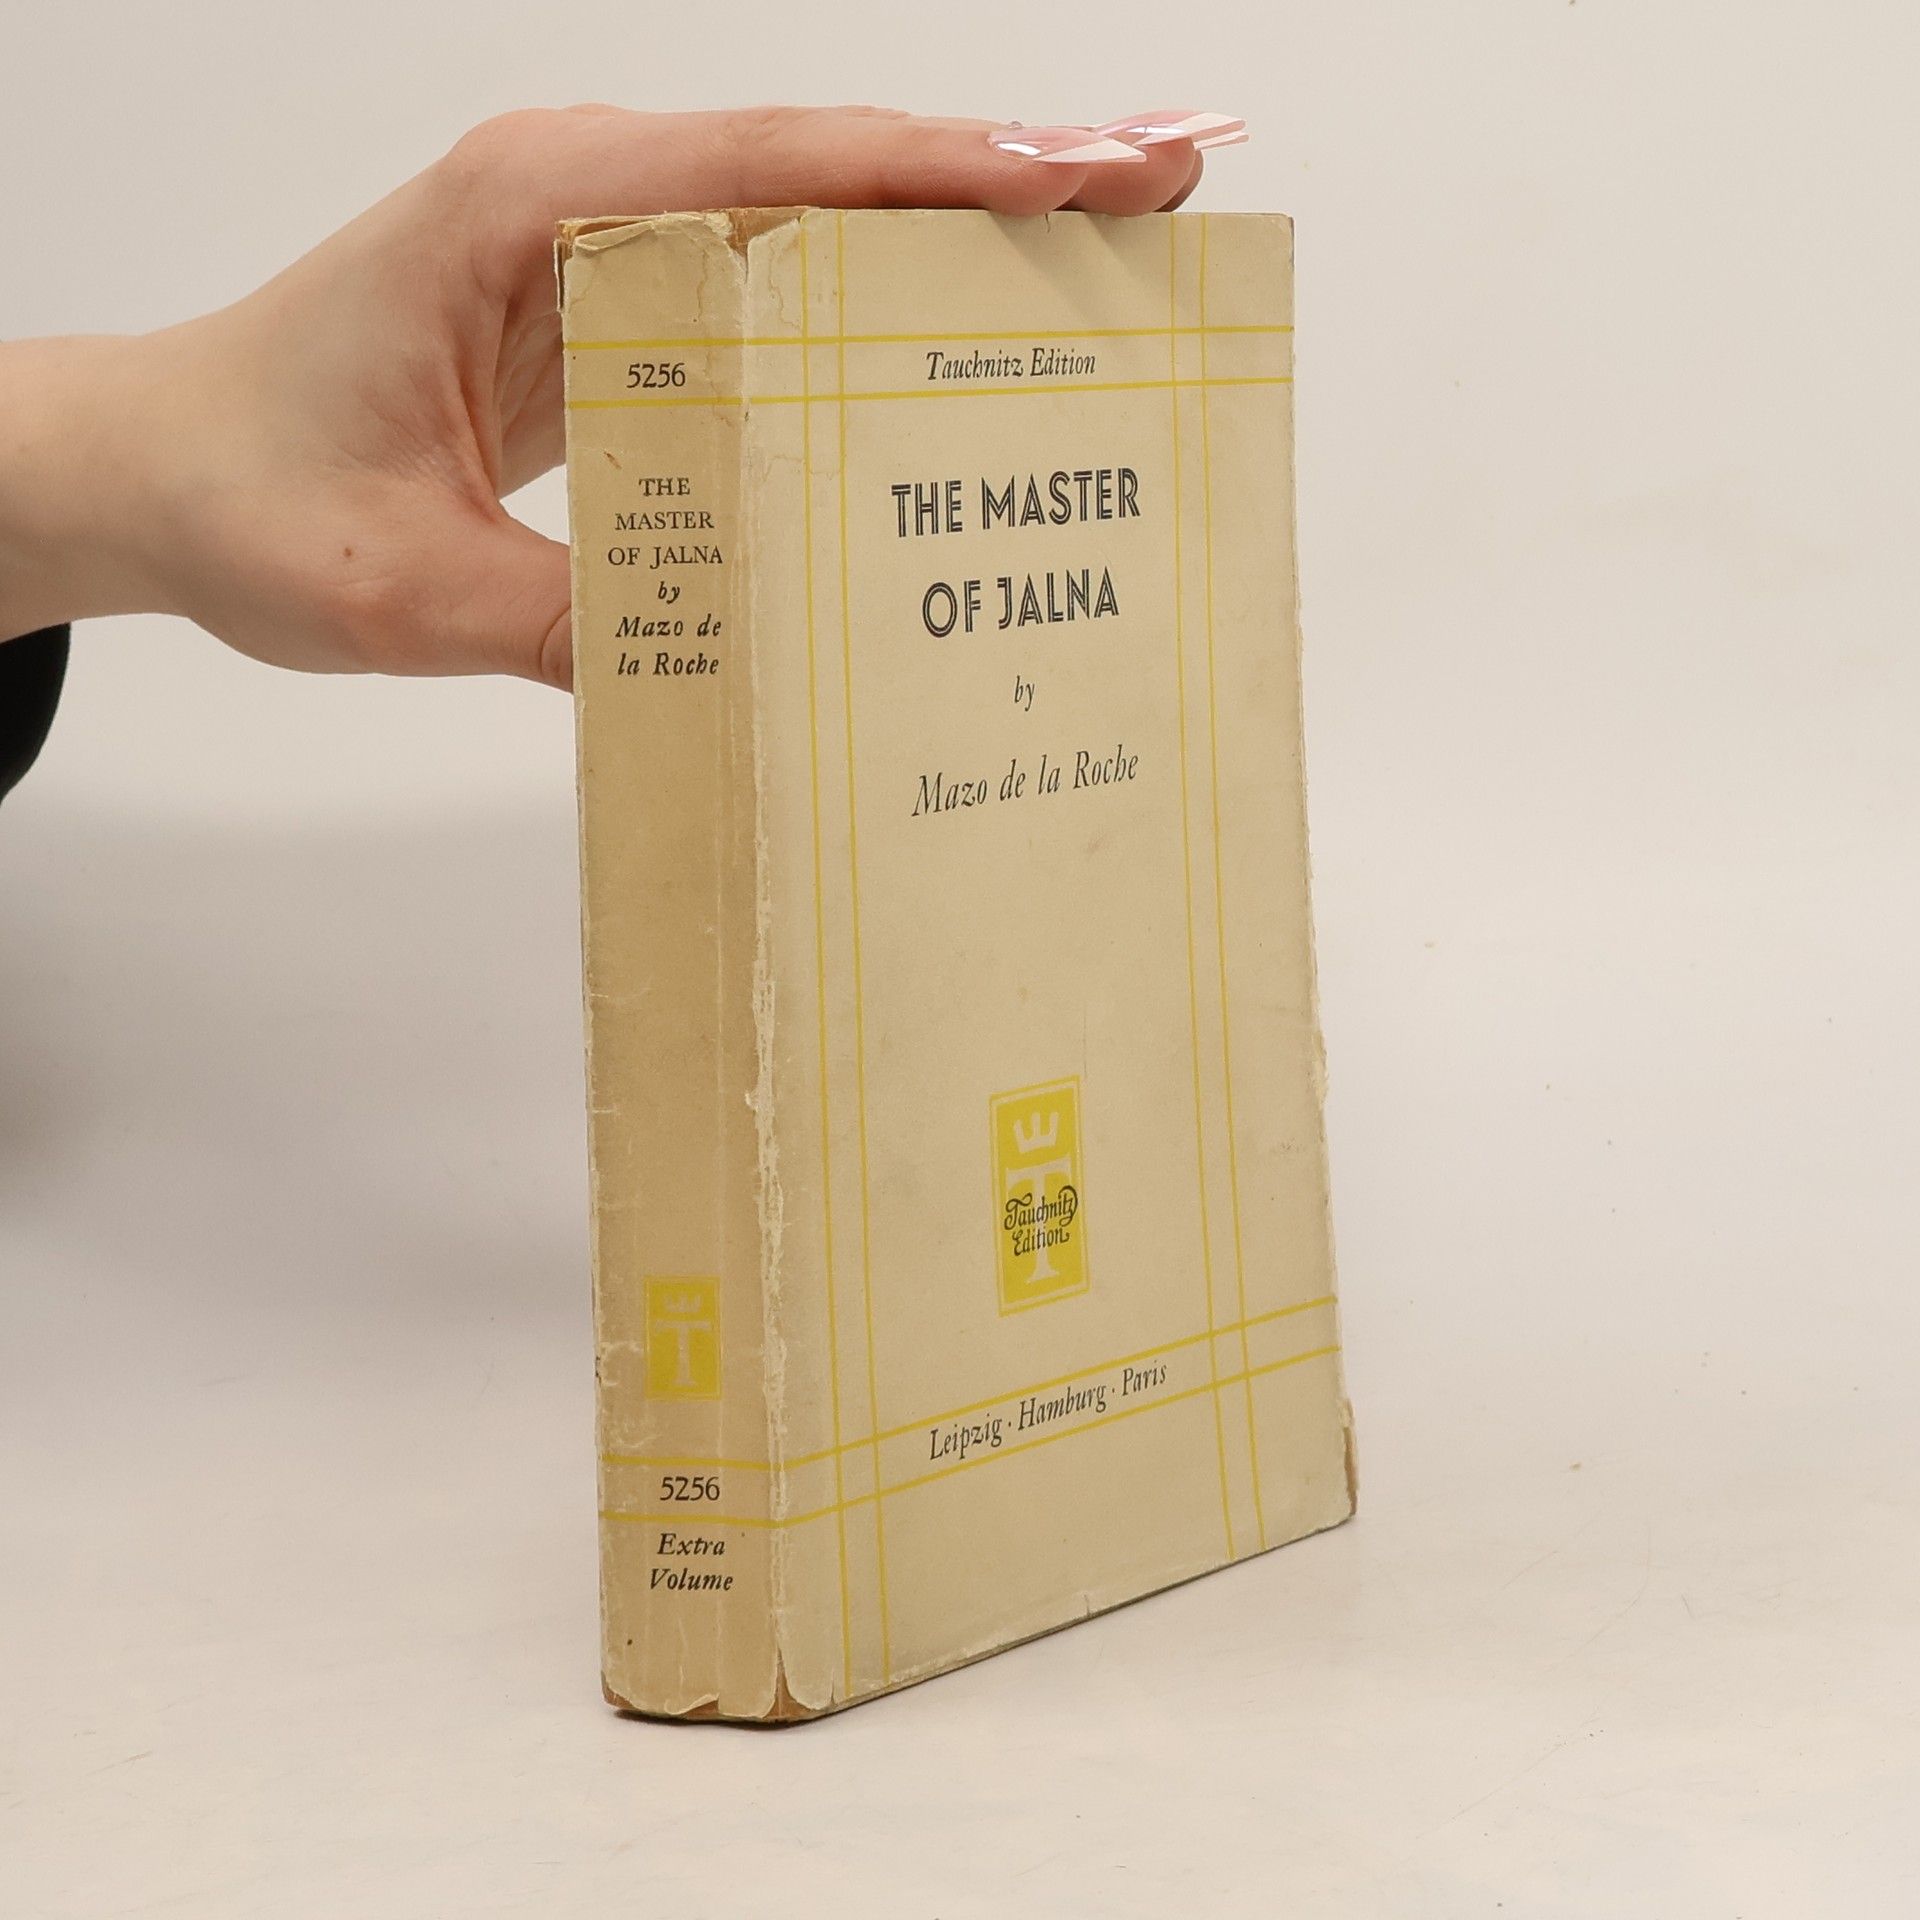 5256
THE
MASTER
OF JALNA
by
Mazo de
la Roche
T
5256
Extra
Volume
Tauchnitz Edition
THE MASTER
OF JALNA
by
Mazo de la Roche
T
Tauchnitz
Edition
Leipzig · Hamburg · Paris